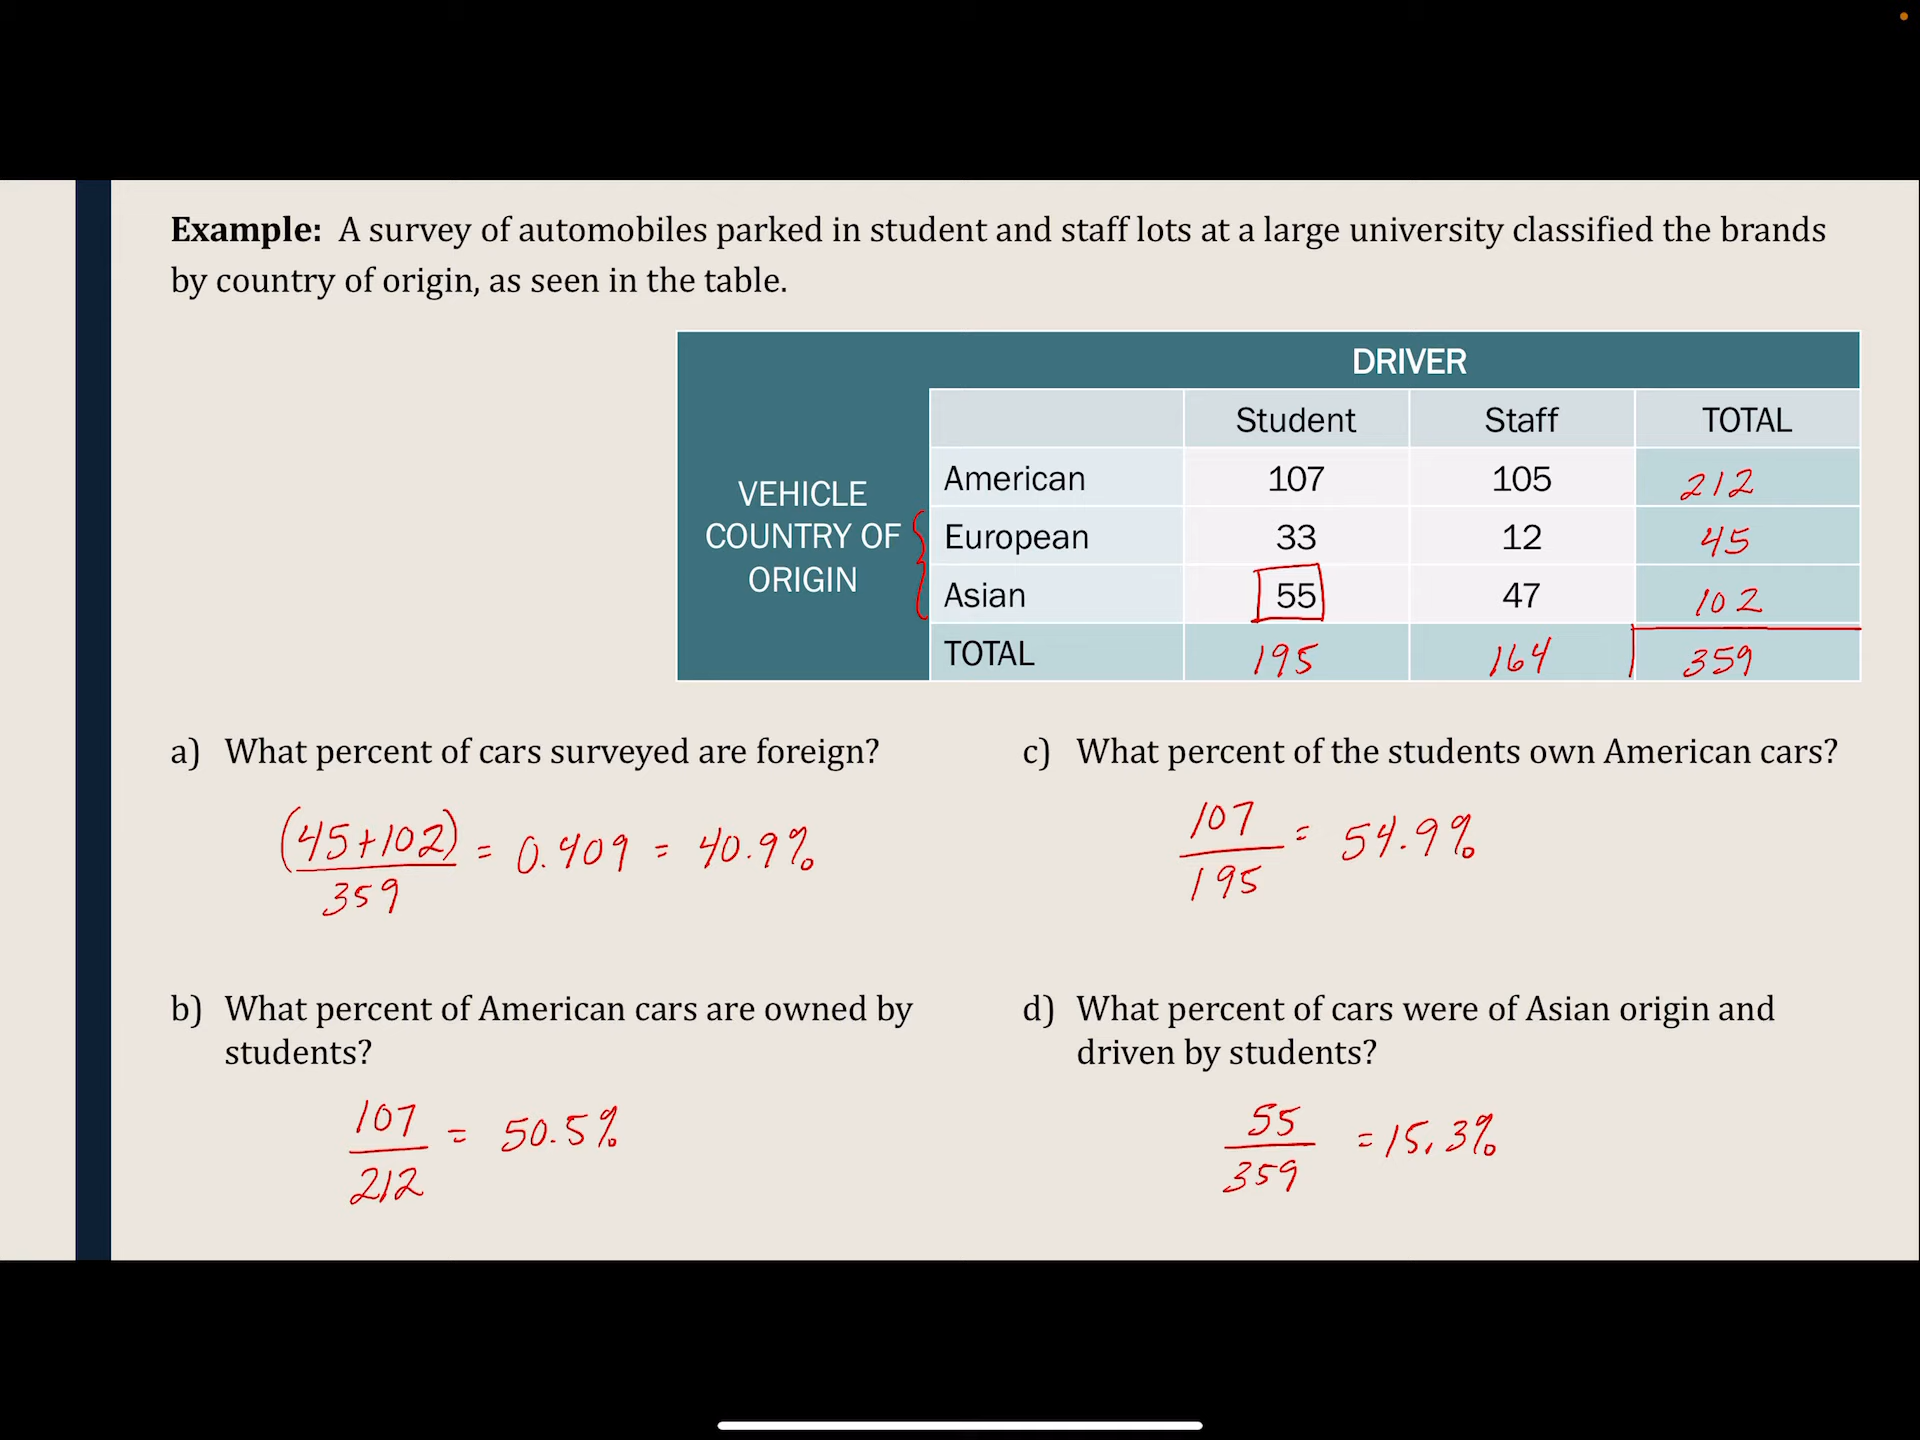 Example: A survey of automobiles parked in student and staff lots at a large university classified the brands
by country of origin, as seen in the table.
DRIVER
Student Staff TOTAL
VEHICLE
COUNTRY OF
ORIGIN
American 107 105 212
European 33 12 45
Asian 55 47 102
TOTAL 195 164 359
a) What percent of cars surveyed are foreign?
(45+102)
359
= 0.409 = 40.9%
b) What percent of American cars are owned by
students?
107
212
= 50.5%
c) What percent of the students own American cars?
107
195
= 54.9%
d) What percent of cars were of Asian origin and
driven by students?
55
359
= 15.3%